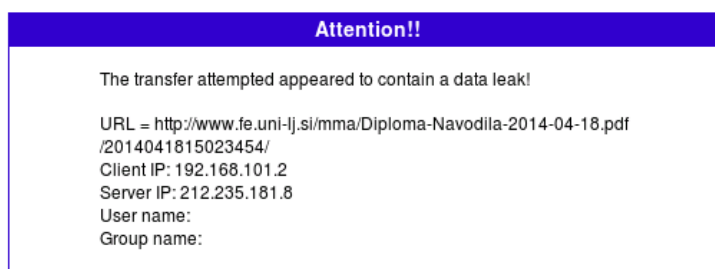 Attention!!
The transfer attempted appeared to contain a data leak!
URL = http://www.fe.uni-lj.si/mma/Diploma-Navodila-2014-04-18.pdf
/2014041815023454/
Client IP: 192.168.101.2
Server IP: 212.235.181.8
User name:
Group name: